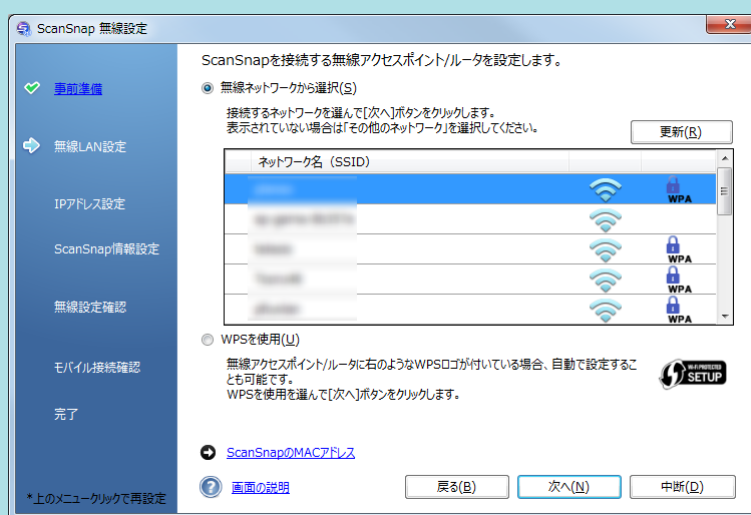 ScanSnap 無線設定
ScanSnapを接続する無線アクセスポイント/ルータを設定します。
事前準備
無線LAN設定
IPアドレス設定
ScanSnap情報設定
無線設定確認
モバイル接続確認
完了
*上のメニュークリックで再設定
無線ネットワークから選択(S)
接続するネットワークを選んで[次へ]ボタンをクリックします。
表示されていない場合は「その他のネットワーク」を選択してください。
更新(R)
ネットワーク名（SSID）
WPA
WPA
WPA
WPA
WPSを使用(U)
無線アクセスポイント/ルータに右のようなWPSロゴが付いている場合、自動で設定するこ
とも可能です。
WPSを使用を選んで[次へ]ボタンをクリックします。
WI-FI PROTECTED
SETUP
ScanSnapのMACアドレス
画面の説明
戻る(B)
次へ(N)
中断(D)